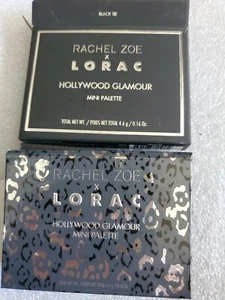 BLACK TIE
RACHEL ZOE
X
LORAC
HOLLYWOOD GLAMOUR
MINI PALETTE
TOTAL NET WT. / POIDS NET TOTAL 4.6 g / 0.16 Oz.
RACHEL ZOE
X
LORAC
HOLLYWOOD GLAMOUR
MINI PALETTE